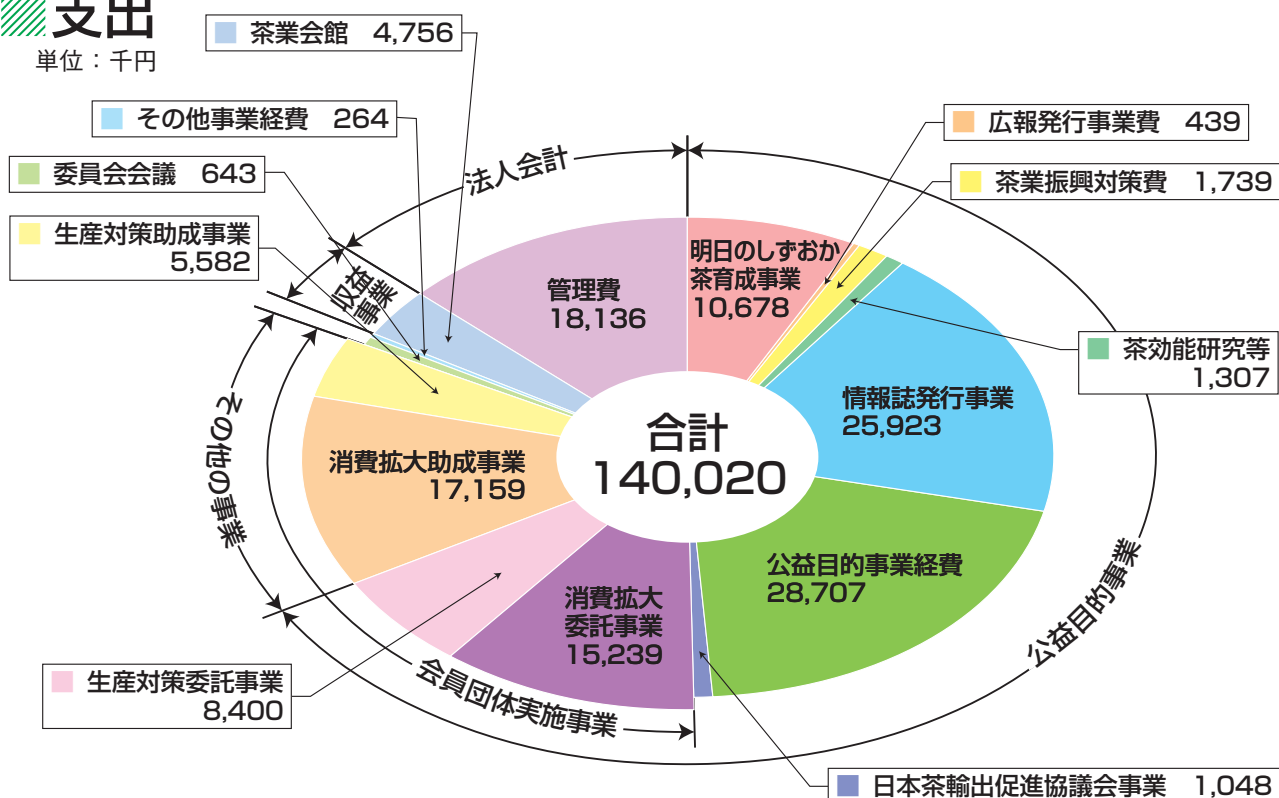 支出
単位：千円
茶業会館 4,756
その他事業経費 264
委員会会議 643
生産対策助成事業
5,582
広報発行事業費 439
茶業振興対策費 1,739
茶効能研究等
1,307
法人会計
収益
事業
その他の事業
会員団体実施事業
公益目的事業
管理費
18,136
明日のしずおか
茶育成事業
10,678
情報誌発行事業
25,923
合計
140,020
消費拡大助成事業
17,159
公益目的事業経費
28,707
消費拡大
委託事業
15,239
生産対策委託事業
8,400
日本茶輸出促進協議会事業 1,048